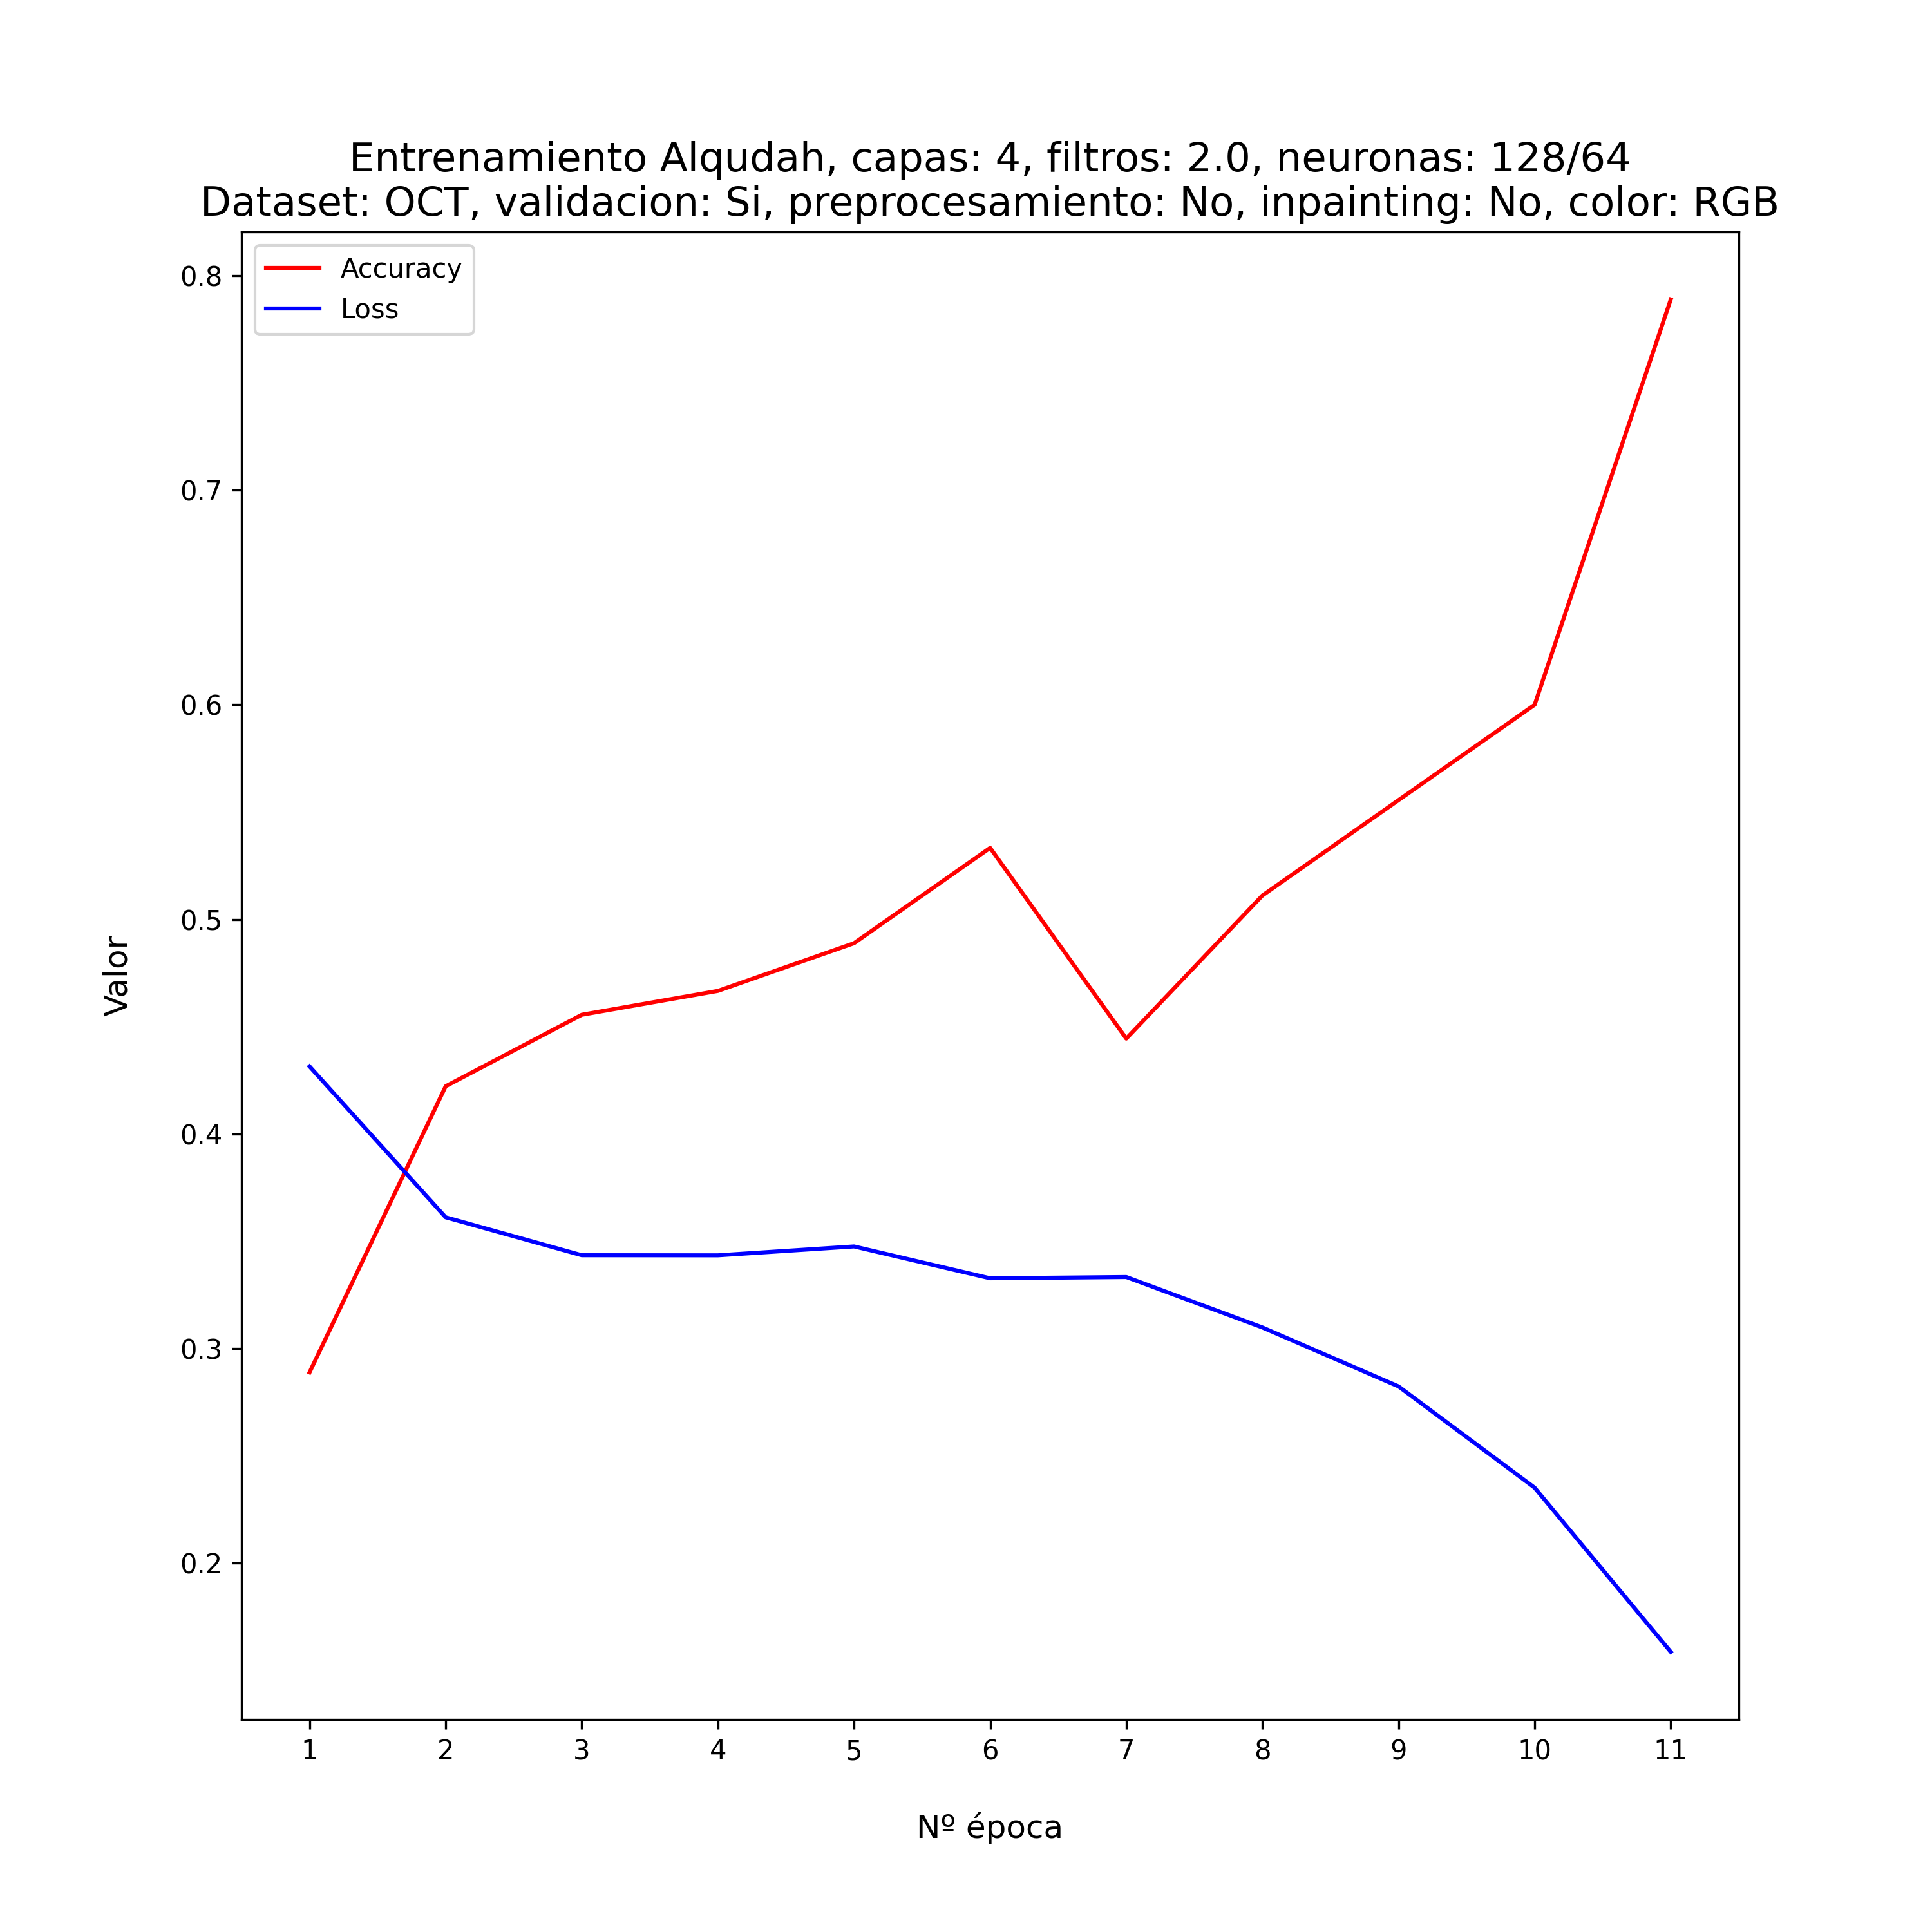 Entrenamiento Alqudah, capas: 4, filtros: 2.0, neuronas: 128/64
Dataset: OCT, validacion: Si, preprocesamiento: No, inpainting: No, color: RGB
Accuracy
Loss
0.8
0.7
0.6
0.5
0.4
0.3
0.2
Valor
1 2 3 4 5 6 7 8 9 10 11
Nº época